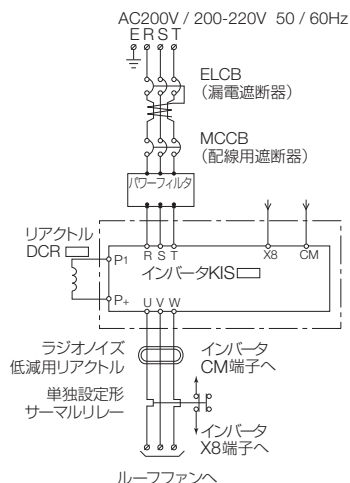 AC200V / 200-220V 50 / 60Hz
E R S T
ELCB
（漏電遮断器）
MCCB
（配線用遮断器）
パワーフィルタ
リアクトル
DCR
P1
P+
R S T
X8
CM
インバータKIS
U V W
ラジオノイズ
低減用リアクトル
インバータ
CM端子へ
単独設定形
サーマルリレー
インバータ
X8端子へ
ルーフファンへ